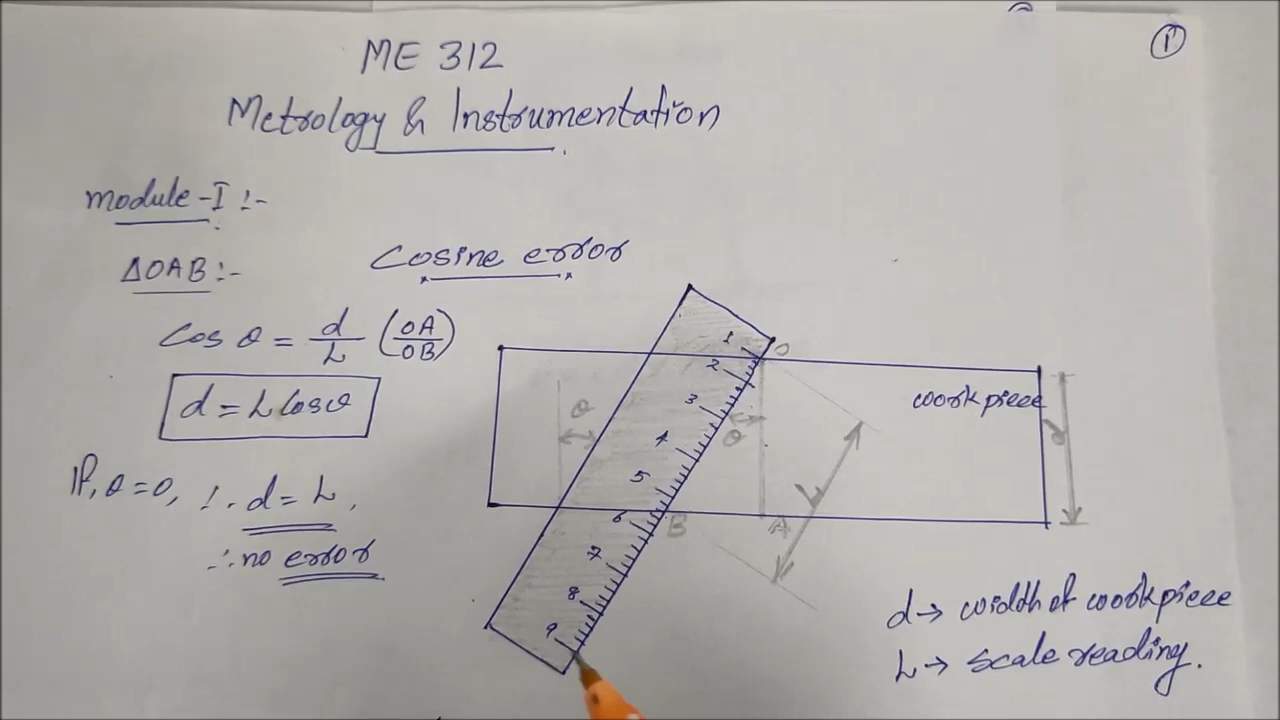 1
ME 312
Metrology & Instrumentation
module-I :-
ΔOAB :-
Cosine error
Cos θ = d/L (OA/OB)
d = L Cosθ
If, θ=0, ∴ d = L,
∴ no error
O
1
2
3
4
5
6
7
8
9
θ
θ
workpiece
d
L
B
A
d → width of workpiece
L → scale reading.